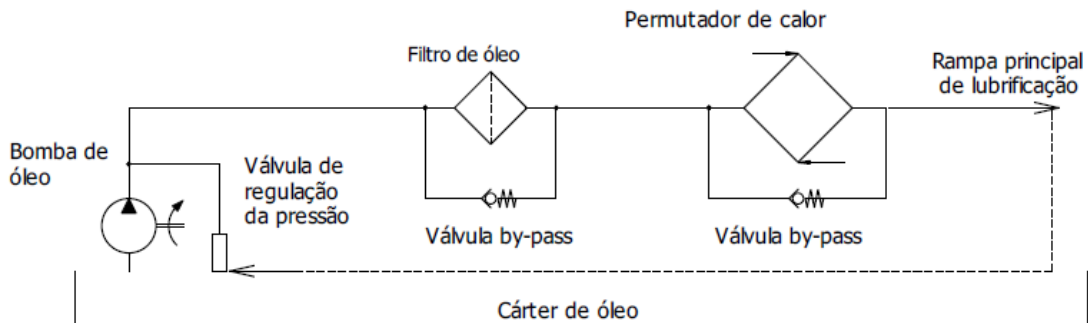 Permutador de calor
Filtro de óleo
Rampa principal
de lubrificação
Bomba de
óleo
Válvula de
regulação
da pressão
Válvula by-pass
Válvula by-pass
Cárter de óleo